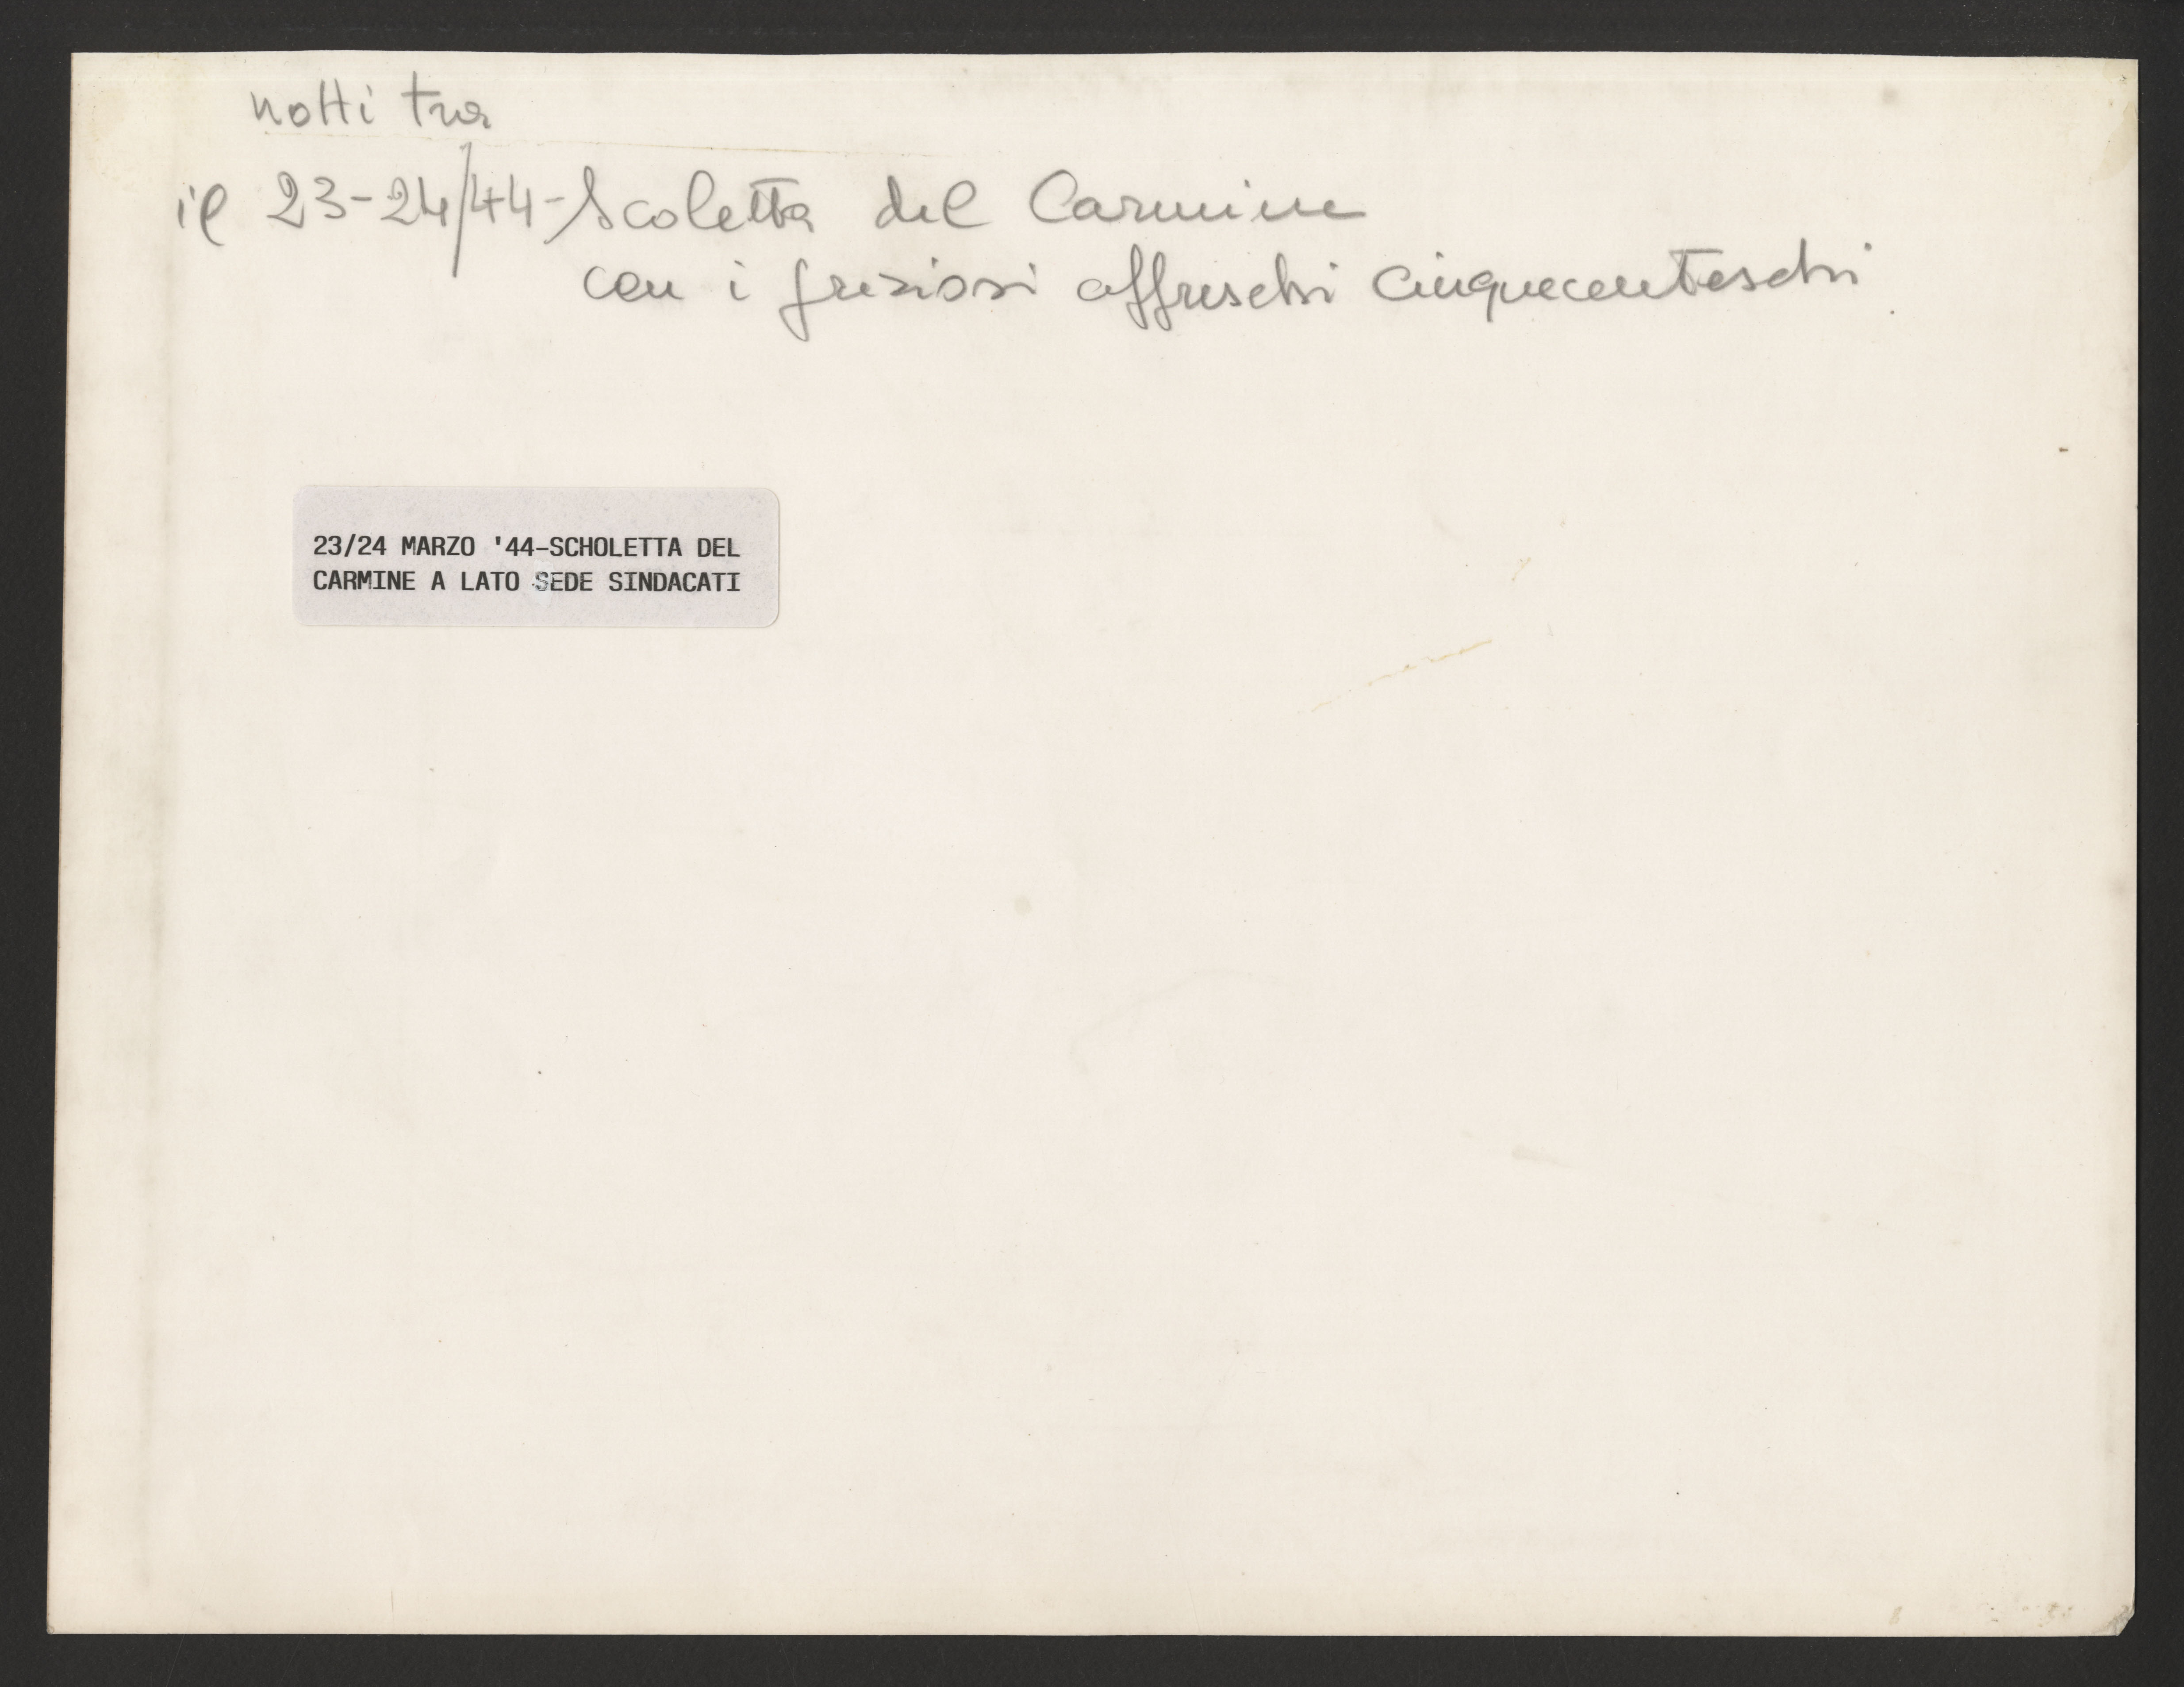 notti tra
il 23-24/44-Scoletta del Carmine
con i preziosi affreschi cinquecenteschi.
23/24 MARZO '44-SCHOLETTA DEL
CARMINE A LATO SEDE SINDACATI